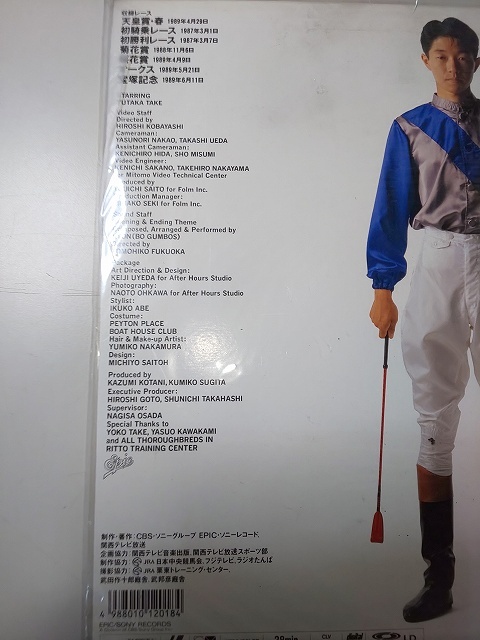 収録レース
天皇賞・春 1989年4月29日
初騎乗レース 1987年3月1日
初勝利レース 1987年3月7日
菊花賞 1988年11月6日
花賞 1989年4月9日
ークス 1989年5月21日
宝塚記念 1989年6月11日
TARRING
YUTAKA TAKE
Video Staff
Directed by
HIROSHI KOBAYASHI
Cameraman:
YASUNORI NAKAO, TAKASHI UEDA
Assistant Cameraman:
KENICHIRO HIDA, SHO MISUMI
Video Engineer:
KENICHI SAKANO, TAKEHIRO NAKAYAMA
for Mitomo Video Technical Center
Produced by
KUICHI SAITO for Folm Inc.
Production Manager:
AKO SEKI for Folm Inc.
Sound Staff
Opening & Ending Theme
Composed, Arranged & Performed by
(BO GUMBOS)
Directed by
TOMOHIKO FUKUOKA
Package
Art Direction & Design:
KEIJI UYEDA for After Hours Studio
Photography:
NAOTO OHKAWA for After Hours Studio
Stylist:
IKUKO ABE
Costume:
PEYTON PLACE
BOAT HOUSE CLUB
Hair & Make-up Artist:
YUMIKO NAKAMURA
Design:
MICHIYO SAITOH
Produced by
KAZUMI KOTANI, KUMIKO SUGITA
Executive Producer:
HIROSHI GOTO, SHUNICHI TAKAHASHI
Supervisor:
NAGISA OSADA
Special Thanks to
YOKO TAKE, YASUO KAWAKAMI
and ALL THOROUGHBREDS IN
RITTO TRAINING CENTER
Epic
制作・著作：CBS・ソニーグループ EPIC・ソニーレコード、
関西テレビ放送
企画協力：関西テレビ音楽出版、関西テレビ放送スポーツ部
制作協力：JRA 日本中央競馬会、フジテレビ、ラジオたんぱ
撮影協力：JRA 栗東トレーニング・センター、
武田作十郎厩舎、武邦彦厩舎
4 988010 120184
EPIC/SONY RECORDS
29min
CLV
LD